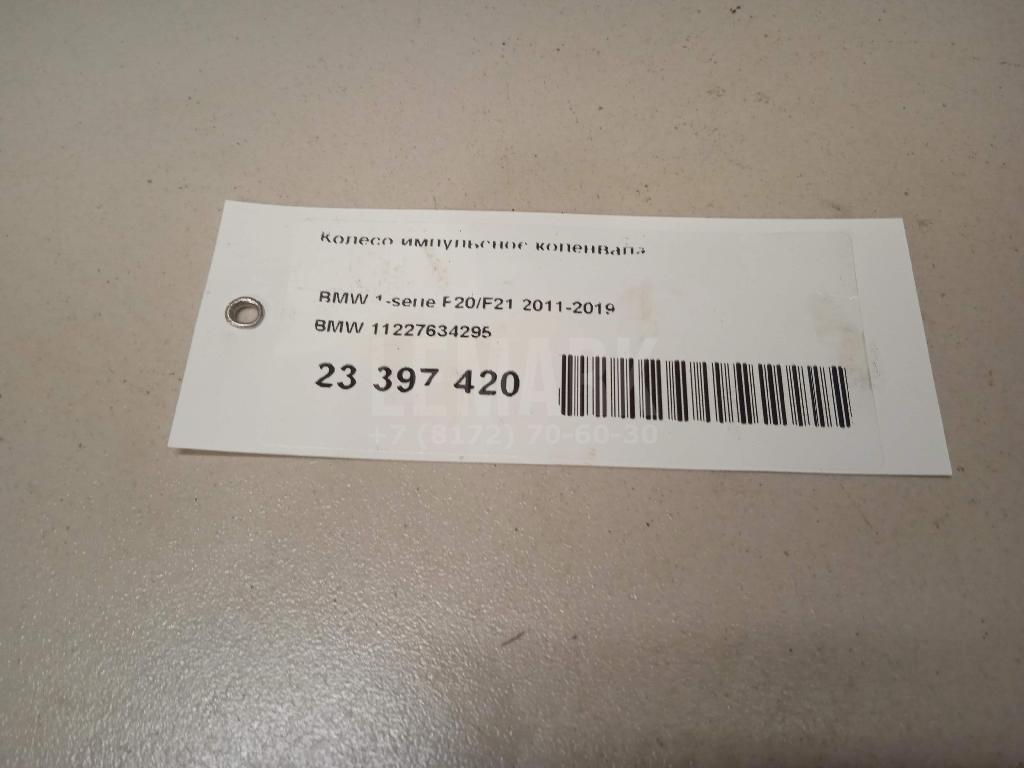 Колесо импульсное коленвала
BMW 1-serie F20/F21 2011-2019
BMW 11227634295
23 397 420
LEMARK
+7 (8172) 70-60-30